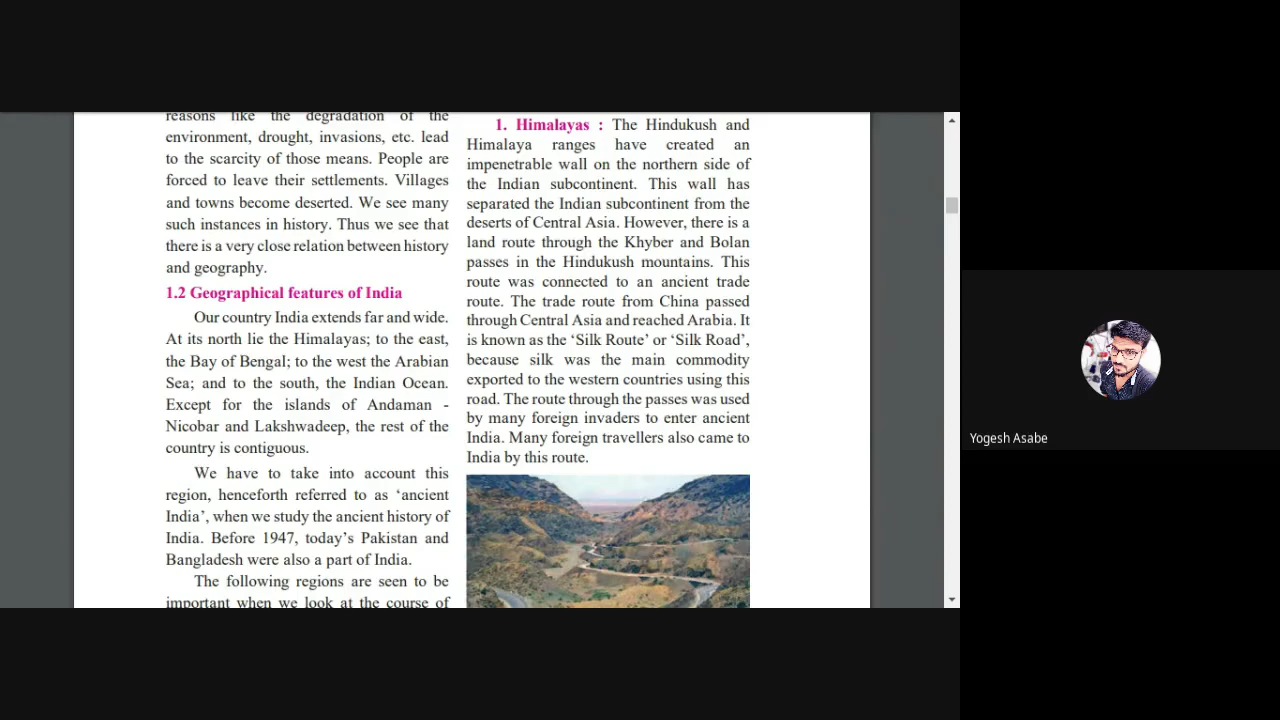 reasons like the degradation of the
environment, drought, invasions, etc. lead
to the scarcity of those means. People are
forced to leave their settlements. Villages
and towns become deserted. We see many
such instances in history. Thus we see that
there is a very close relation between history
and geography.
1.2 Geographical features of India
Our country India extends far and wide.
At its north lie the Himalayas; to the east,
the Bay of Bengal; to the west the Arabian
Sea; and to the south, the Indian Ocean.
Except for the islands of Andaman -
Nicobar and Lakshwadeep, the rest of the
country is contiguous.
We have to take into account this
region, henceforth referred to as ‘ancient
India’, when we study the ancient history of
India. Before 1947, today’s Pakistan and
Bangladesh were also a part of India.
The following regions are seen to be
important when we look at the course of
1. Himalayas : The Hindukush and
Himalaya ranges have created an
impenetrable wall on the northern side of
the Indian subcontinent. This wall has
separated the Indian subcontinent from the
deserts of Central Asia. However, there is a
land route through the Khyber and Bolan
passes in the Hindukush mountains. This
route was connected to an ancient trade
route. The trade route from China passed
through Central Asia and reached Arabia. It
is known as the ‘Silk Route’ or ‘Silk Road’,
because silk was the main commodity
exported to the western countries using this
road. The route through the passes was used
by many foreign invaders to enter ancient
India. Many foreign travellers also came to
India by this route.
Yogesh Asabe